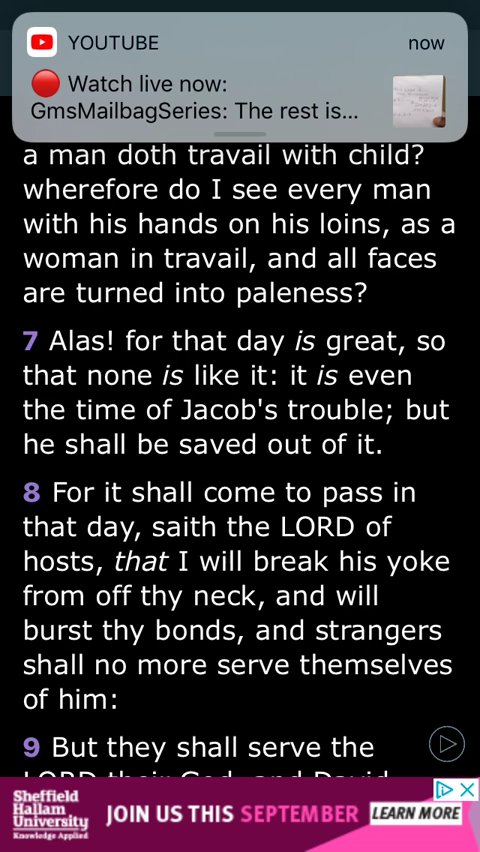 YOUTUBE
now
🔴 Watch live now:
GmsMailbagSeries: The rest is...
a man doth travail with child?
wherefore do I see every man
with his hands on his loins, as a
woman in travail, and all faces
are turned into paleness?
7 Alas! for that day is great, so
that none is like it: it is even
the time of Jacob's trouble; but
he shall be saved out of it.
8 For it shall come to pass in
that day, saith the LORD of
hosts, that I will break his yoke
from off thy neck, and will
burst thy bonds, and strangers
shall no more serve themselves
of him:
9 But they shall serve the
LORD their God, and David
Sheffield
Hallam
University
Knowledge Applied
JOIN US THIS SEPTEMBER
LEARN MORE